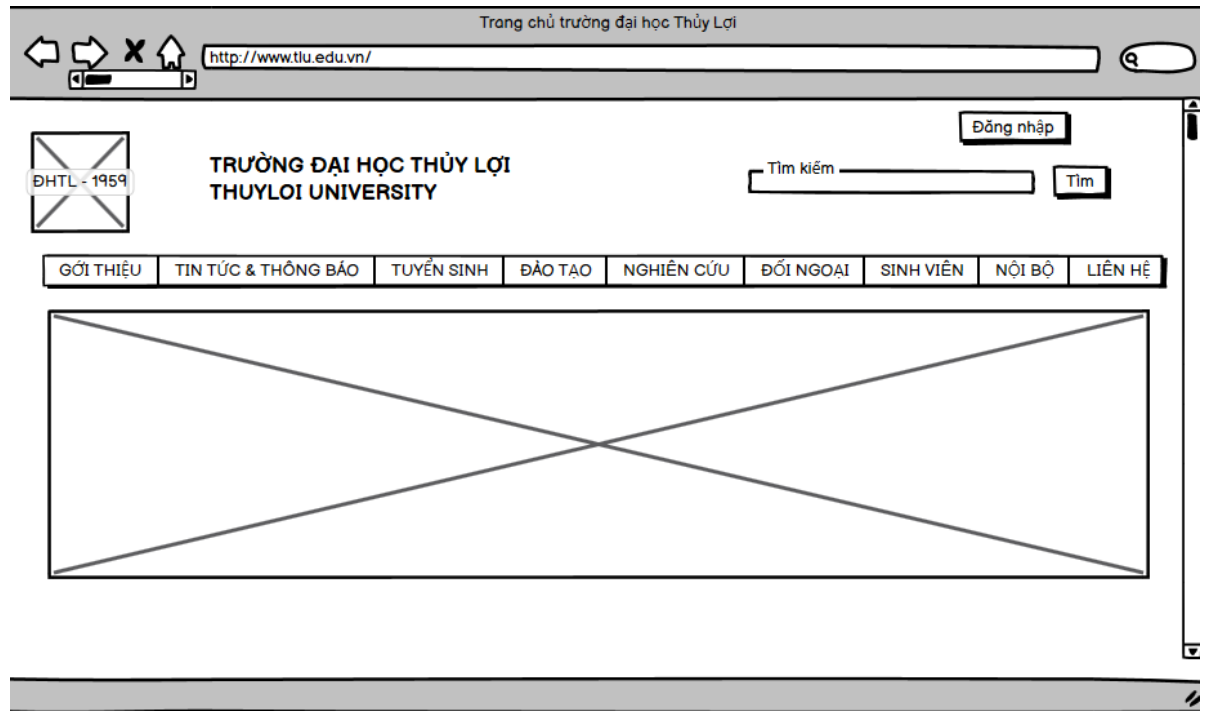 Trang chủ trường đại học Thủy Lợi
http://www.tlu.edu.vn/
Đăng nhập
ĐHTL - 1959
TRƯỜNG ĐẠI HỌC THỦY LỢI
THUYLOI UNIVERSITY
Tìm kiếm
Tìm
GỚI THIỆU TIN TỨC & THÔNG BÁO TUYỂN SINH ĐÀO TẠO NGHIÊN CỨU ĐỐI NGOẠI SINH VIÊN NỘI BỘ LIÊN HỆ